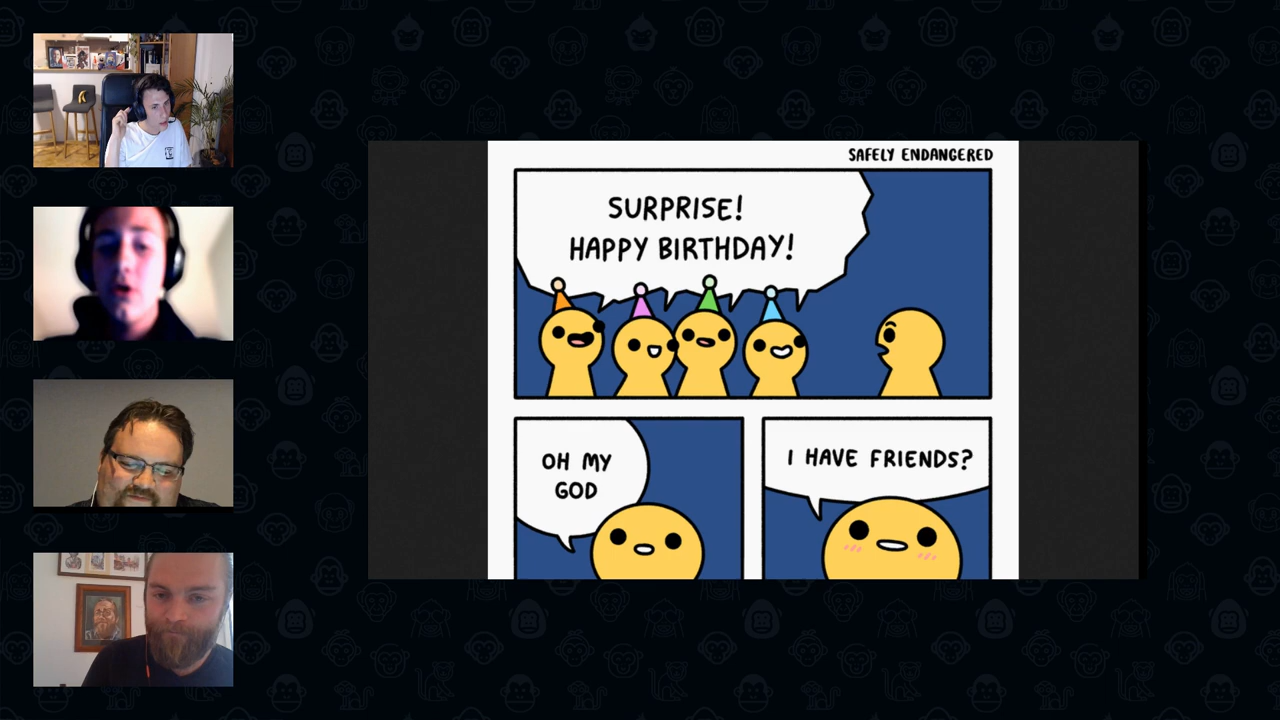 SAFELY ENDANGERED
SURPRISE!
HAPPY BIRTHDAY!
OH MY
GOD
I HAVE FRIENDS?